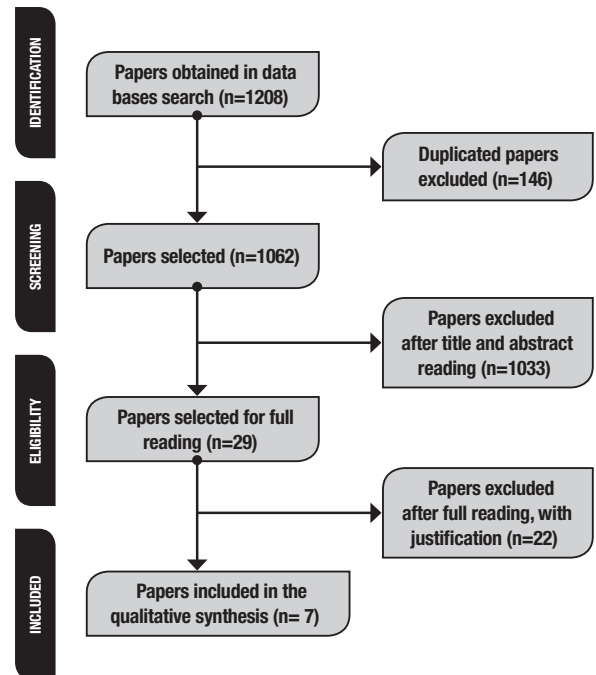 IDENTIFICATION
Papers obtained in data
bases search (n=1208)
Duplicated papers
excluded (n=146)
SCREENING
Papers selected (n=1062)
Papers excluded
after title and abstract
reading (n=1033)
ELIGIBILITY
Papers selected for full
reading (n=29)
Papers excluded
after full reading, with
justification (n=22)
INCLUDED
Papers included in the
qualitative synthesis (n= 7)